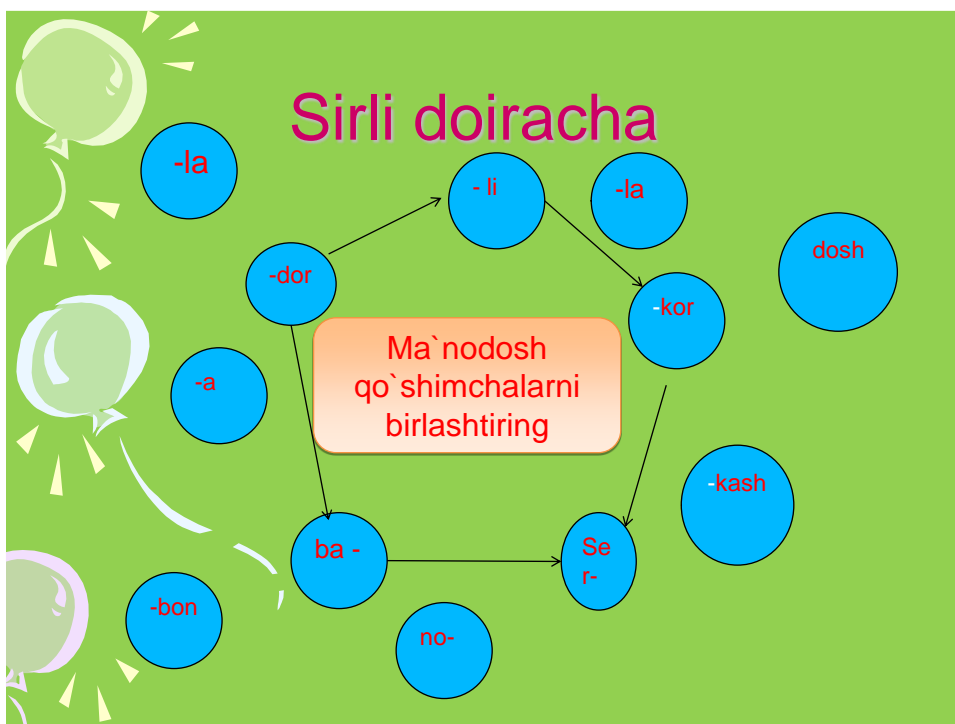 Sirli doiracha
-la
- li
-la
dosh
-dor
-kor
Ma`nodosh
qo`shimchalarni
birlashtiring
-a
-kash
ba -
Se
r-
-bon
no-